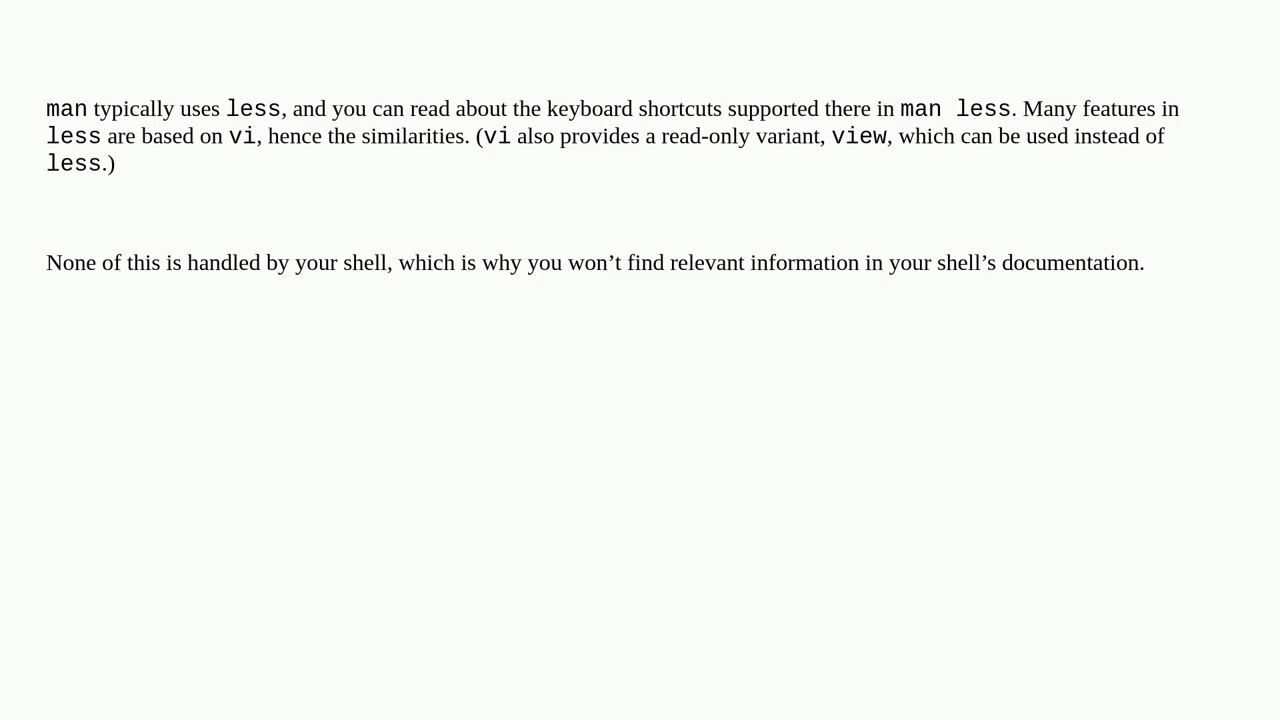 man typically uses less, and you can read about the keyboard shortcuts supported there in man less. Many features in
less are based on vi, hence the similarities. (vi also provides a read-only variant, view, which can be used instead of
less.)
None of this is handled by your shell, which is why you won’t find relevant information in your shell’s documentation.